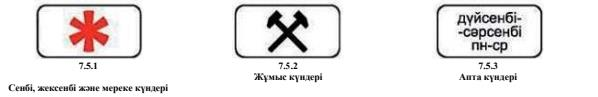 дүйсенбі-
-сәрсенбі
пн-ср
7.5.1
7.5.2
7.5.3
Жұмыс күндері
Апта күндері
Сенбі, жексенбі және мереке күндері